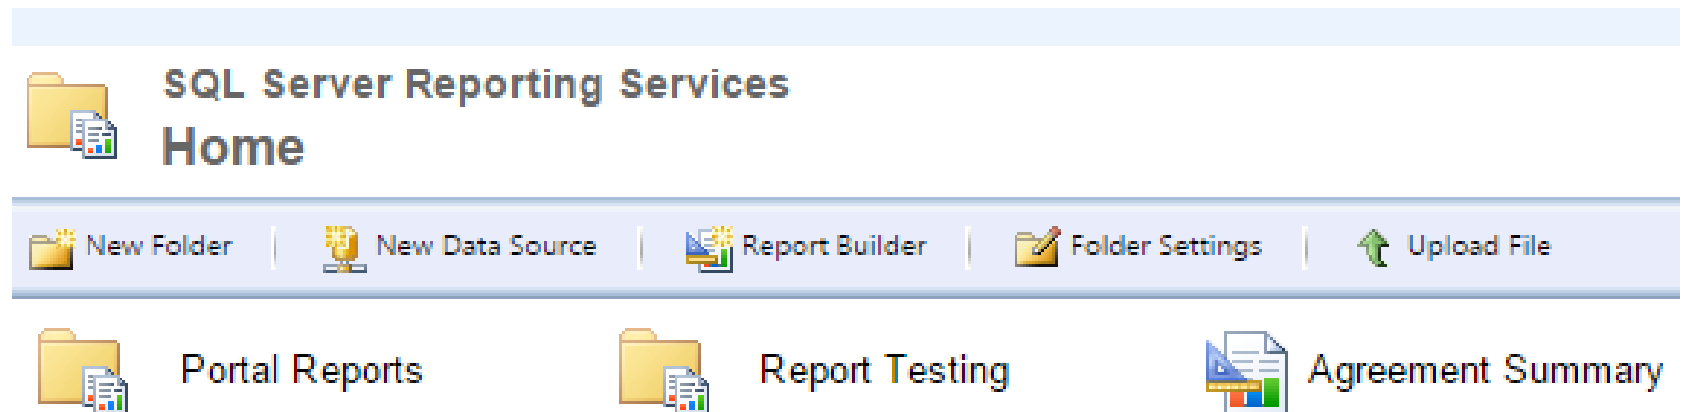 SQL Server Reporting Services
Home
New Folder New Data Source Report Builder Folder Settings Upload File
Portal Reports Report Testing Agreement Summary